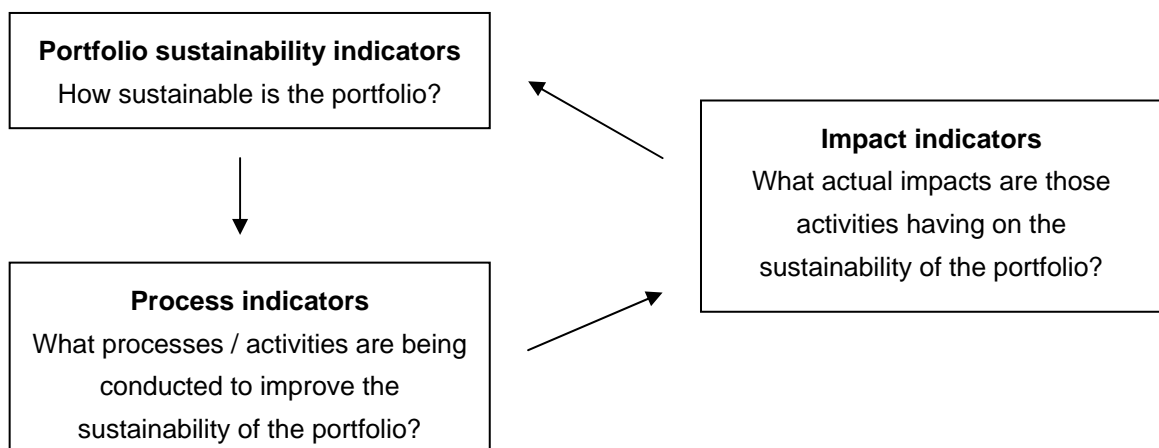 Portfolio sustainability indicators
How sustainable is the portfolio?
Impact indicators
What actual impacts are those
activities having on the
sustainability of the portfolio?
Process indicators
What processes / activities are being
conducted to improve the
sustainability of the portfolio?